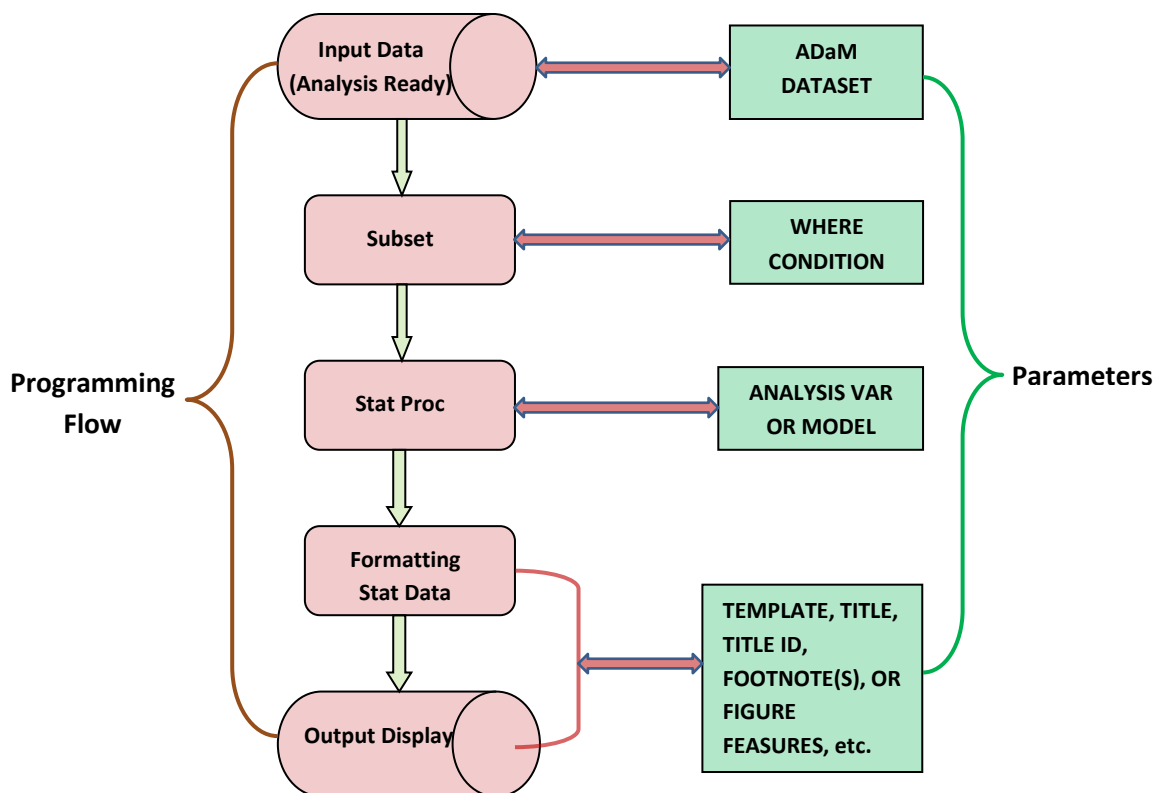 Input Data
(Analysis Ready)
ADaM
DATASET
Subset
WHERE
CONDITION
Programming
Flow
Parameters
Stat Proc
ANALYSIS VAR
OR MODEL
Formatting
Stat Data
TEMPLATE, TITLE,
TITLE ID,
FOOTNOTE(S), OR
FIGURE
FEASURES, etc.
Output Display